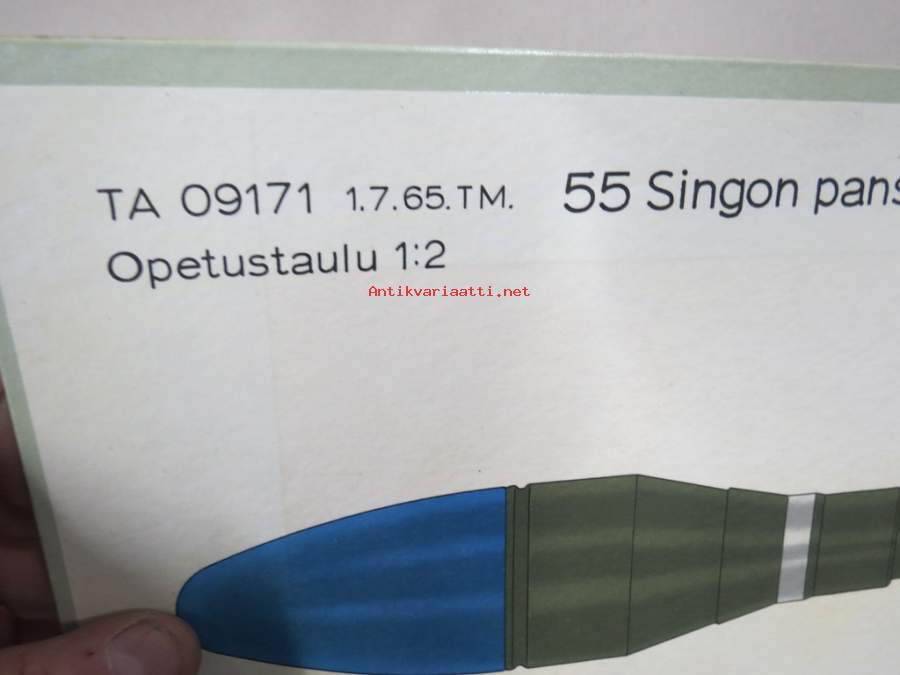 TA 09171 1.7.65.TM. 55 Singon pans
Opetustaulu 1:2
Antikvariaatti.net